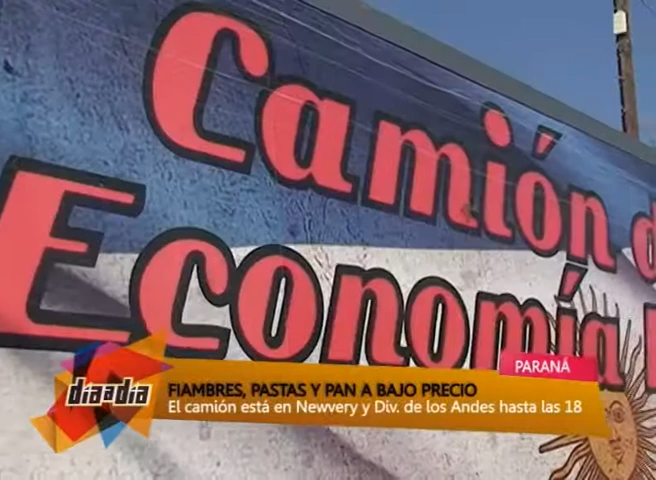 Camión d
Economía
PARANÁ
díaadía
FIAMBRES, PASTAS Y PAN A BAJO PRECIO
El camión está en Newvery y Div. de los Andes hasta las 18